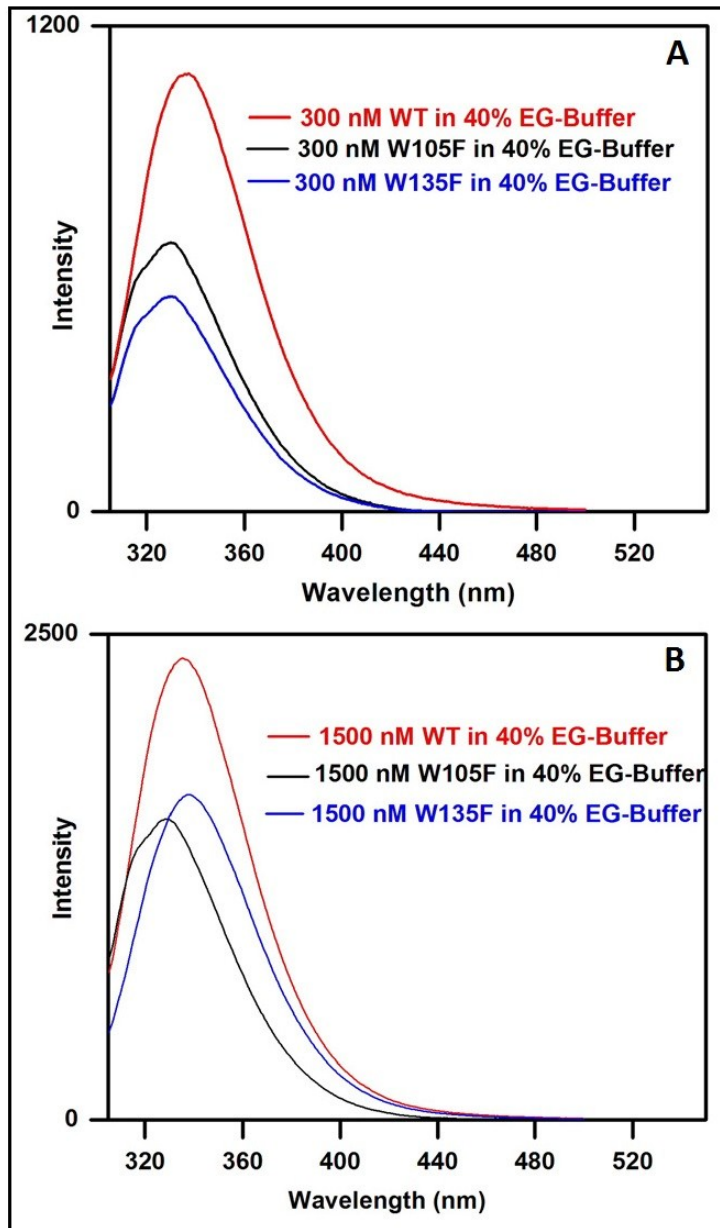 1200
A
300 nM WT in 40% EG-Buffer
300 nM W105F in 40% EG-Buffer
300 nM W135F in 40% EG-Buffer
Intensity
0
320 360 400 440 480 520
Wavelength (nm)
2500
B
1500 nM WT in 40% EG-Buffer
1500 nM W105F in 40% EG-Buffer
1500 nM W135F in 40% EG-Buffer
Intensity
0
320 360 400 440 480 520
Wavelength (nm)